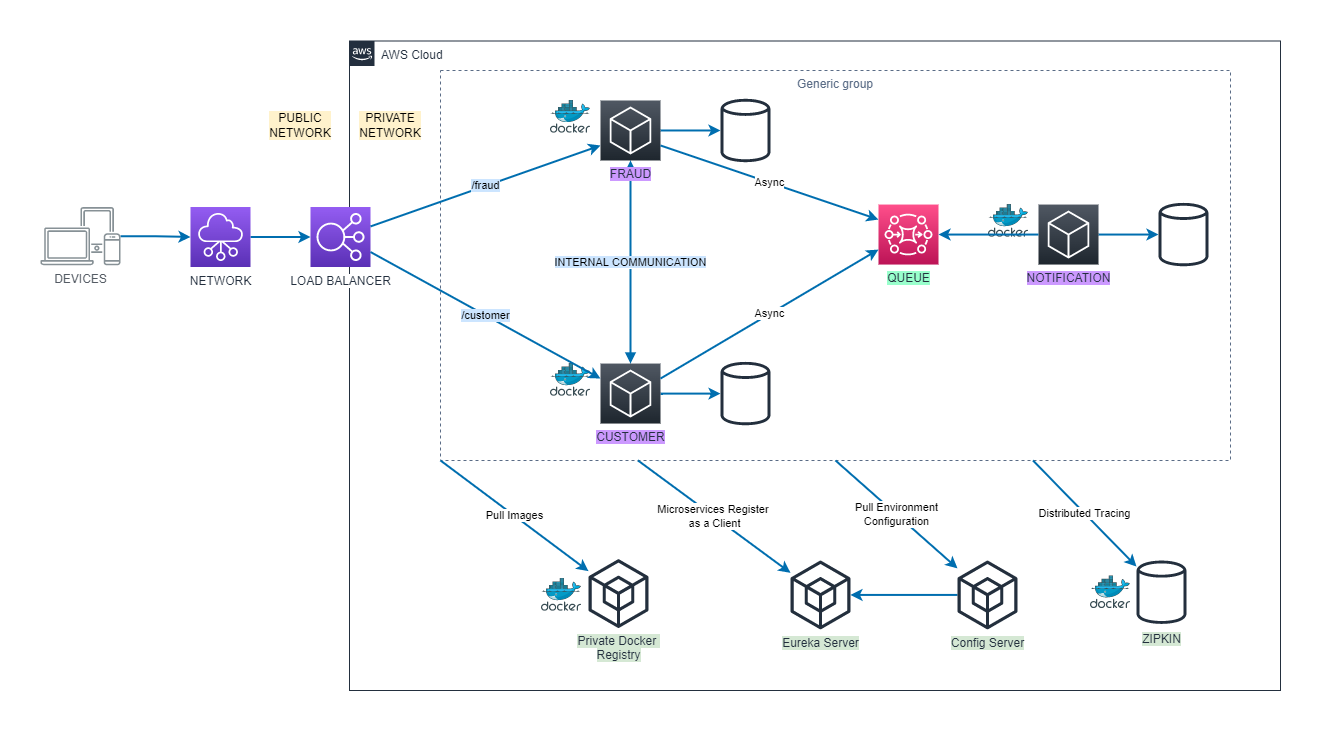 aws
AWS Cloud
Generic group
PUBLIC
NETWORK
PRIVATE
NETWORK
docker
FRAUD
/fraud
Async
DEVICES
NETWORK
LOAD BALANCER
INTERNAL COMMUNICATION
QUEUE
docker
NOTIFICATION
/customer
Async
docker
CUSTOMER
Pull Images
Microservices Register
as a Client
Pull Environment
Configuration
Distributed Tracing
docker
Private Docker
Registry
Eureka Server
Config Server
docker
ZIPKIN